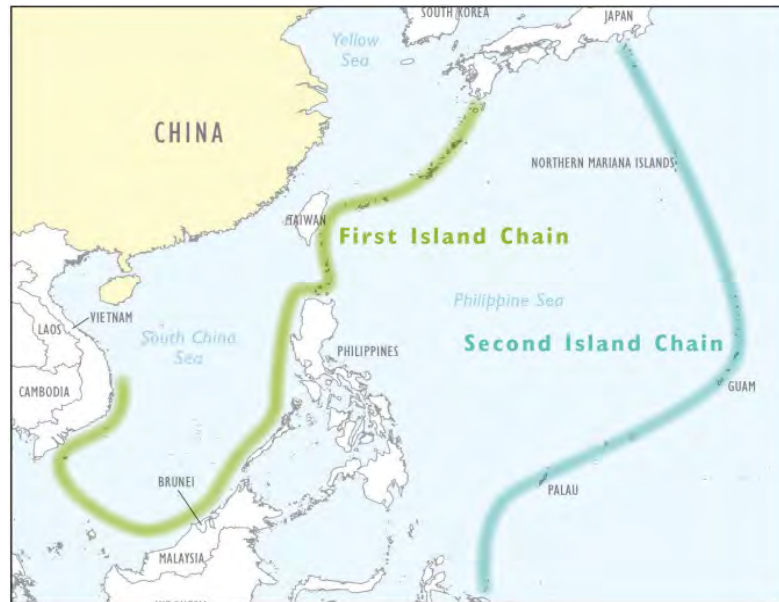 SOUTH KOREA
JAPAN
Yellow
Sea
CHINA
NORTHERN MARIANA ISLANDS
TAIWAN
First Island Chain
Philippine Sea
VIETNAM
LAOS
South China
Sea
PHILIPPINES
Second Island Chain
CAMBODIA
GUAM
BRUNEI
PALAU
MALAYSIA